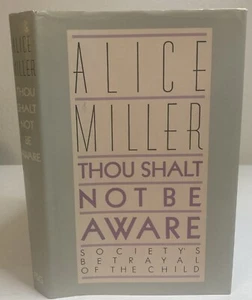 ALICE
MILLER
THOU SHALT
NOT BE
AWARE
SOCIETY'S
BETRAYAL
OF THE CHILD
ALICE
MILLER
THOU
SHALT
NOT
BE
AWARE